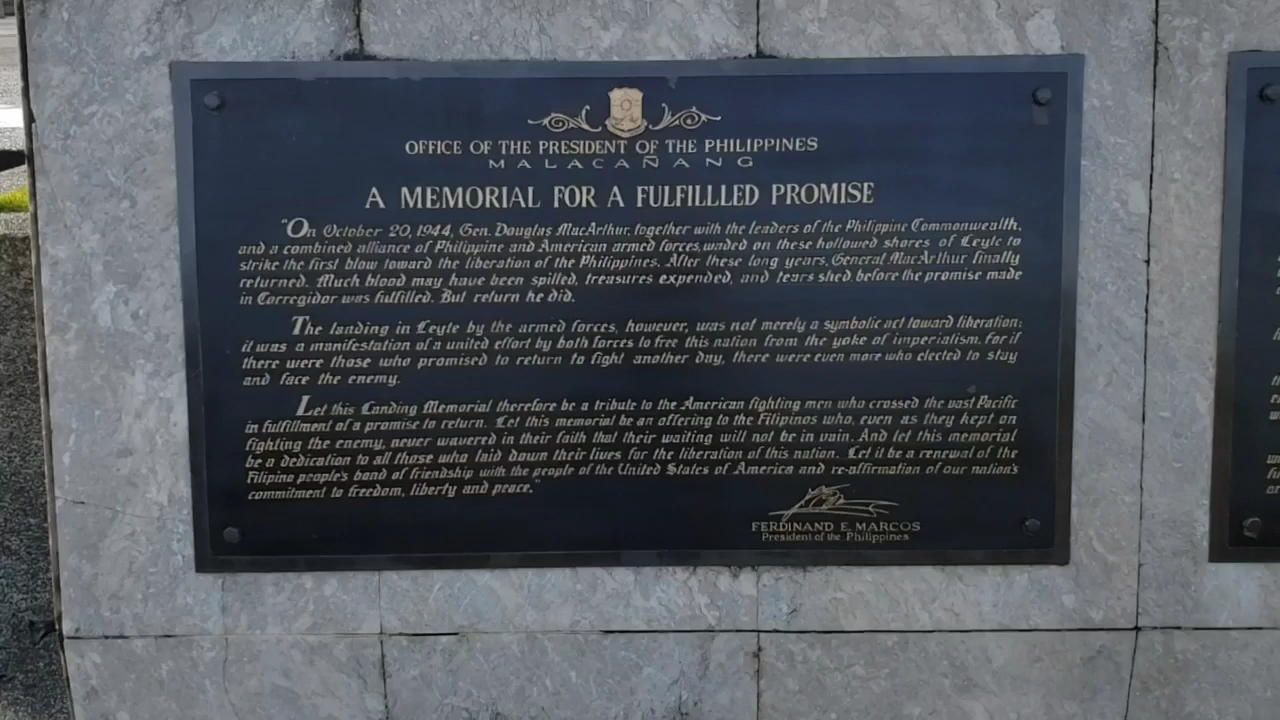 OFFICE OF THE PRESIDENT OF THE PHILIPPINES
MALACAÑANG
A MEMORIAL FOR A FULFILLLED PROMISE
"On October 20, 1944, Gen. Douglas MacArthur, together with the leaders of the Philippine Commonwealth,
and a combined alliance of Philippine and American armed forces, waded on these hollowed shores of Leyte to
strike the first blow toward the liberation of the Philippines. After these long years, General MacArthur finally
returned. Much blood may have been spilled, treasures expended, and tears shed, before the promise made
in Corregidor was fulfilled. But return he did.
The landing in Leyte by the armed forces, however, was not merely a symbolic act toward liberation;
it was a manifestation of a united effort by both forces to free this nation from the yoke of imperialism. For if
there were those who promised to return to fight another day, there were even more who elected to stay
and face the enemy.
Let this Landing Memorial therefore be a tribute to the American fighting men who crossed the vast Pacific
in fulfillment of a promise to return. Let this memorial be an offering to the Filipinos who, even as they kept on
fighting the enemy, never wavered in their faith that their waiting will not be in vain. And let this memorial
be a dedication to all those who laid down their lives for the liberation of this nation. Let it be a renewal of the
Filipino people's bond of friendship with the people of the United States of America and re-affirmation of our nation's
commitment to freedom, liberty and peace."
FERDINAND E. MARCOS
President of the Philippines